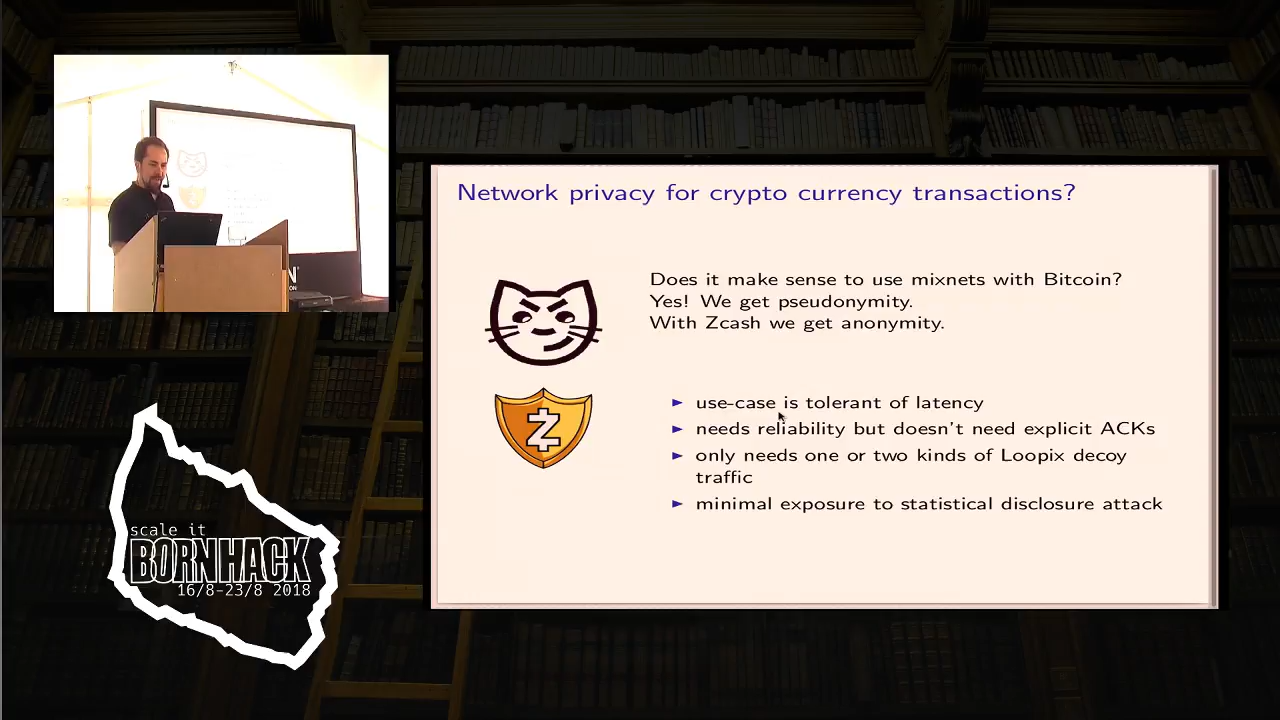 Network privacy for crypto currency transactions?
Does it make sense to use mixnets with Bitcoin?
Yes! We get pseudonymity.
With Zcash we get anonymity.
► use-case is tolerant of latency
► needs reliability but doesn't need explicit ACKs
► only needs one or two kinds of Loopix decoy
traffic
► minimal exposure to statistical disclosure attack
scale it
BORNHACK
16/8-23/8 2018